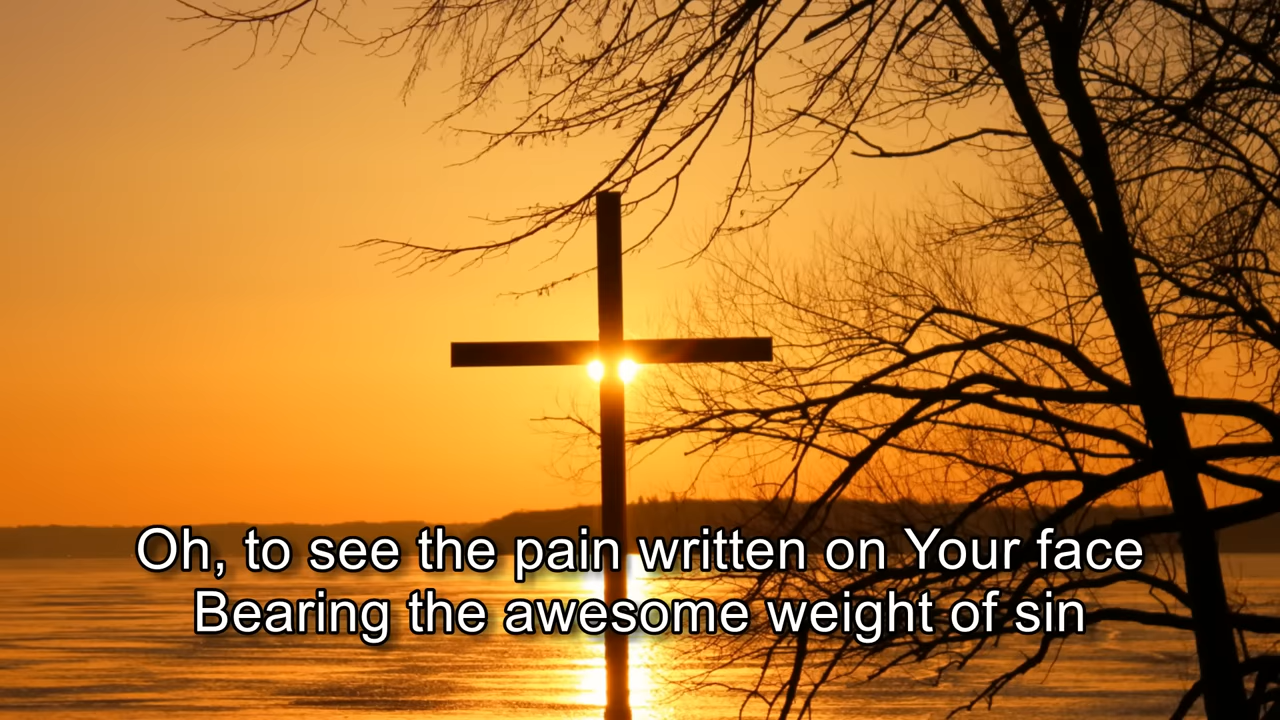 Oh, to see the pain written on Your face
Bearing the awesome weight of sin